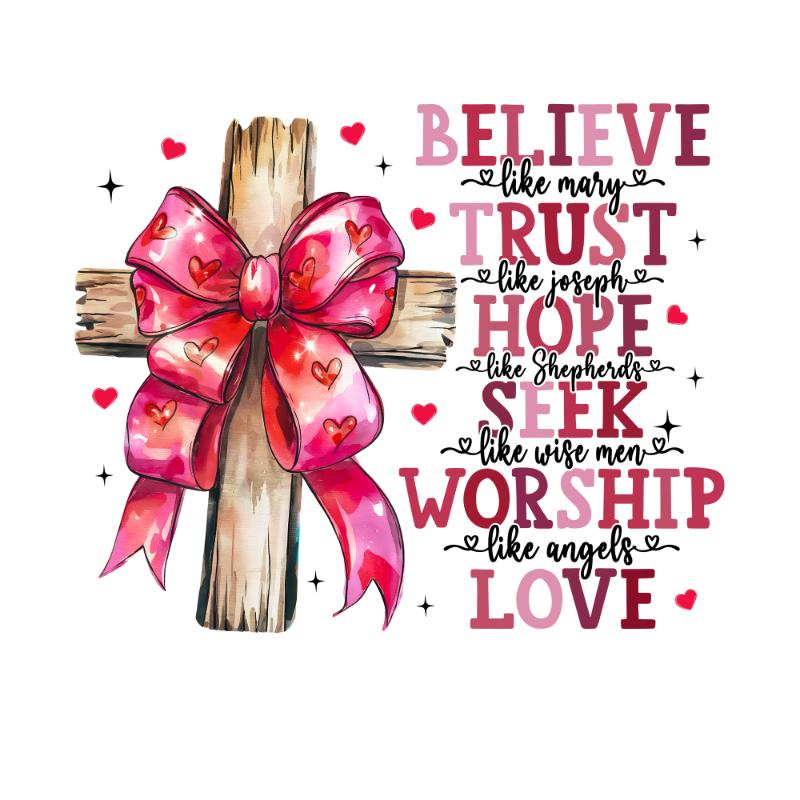 BELIEVE
like mary
TRUST
like joseph
HOPE
like Shepherds
SEEK
like wise men
WORSHIP
like angels
LOVE